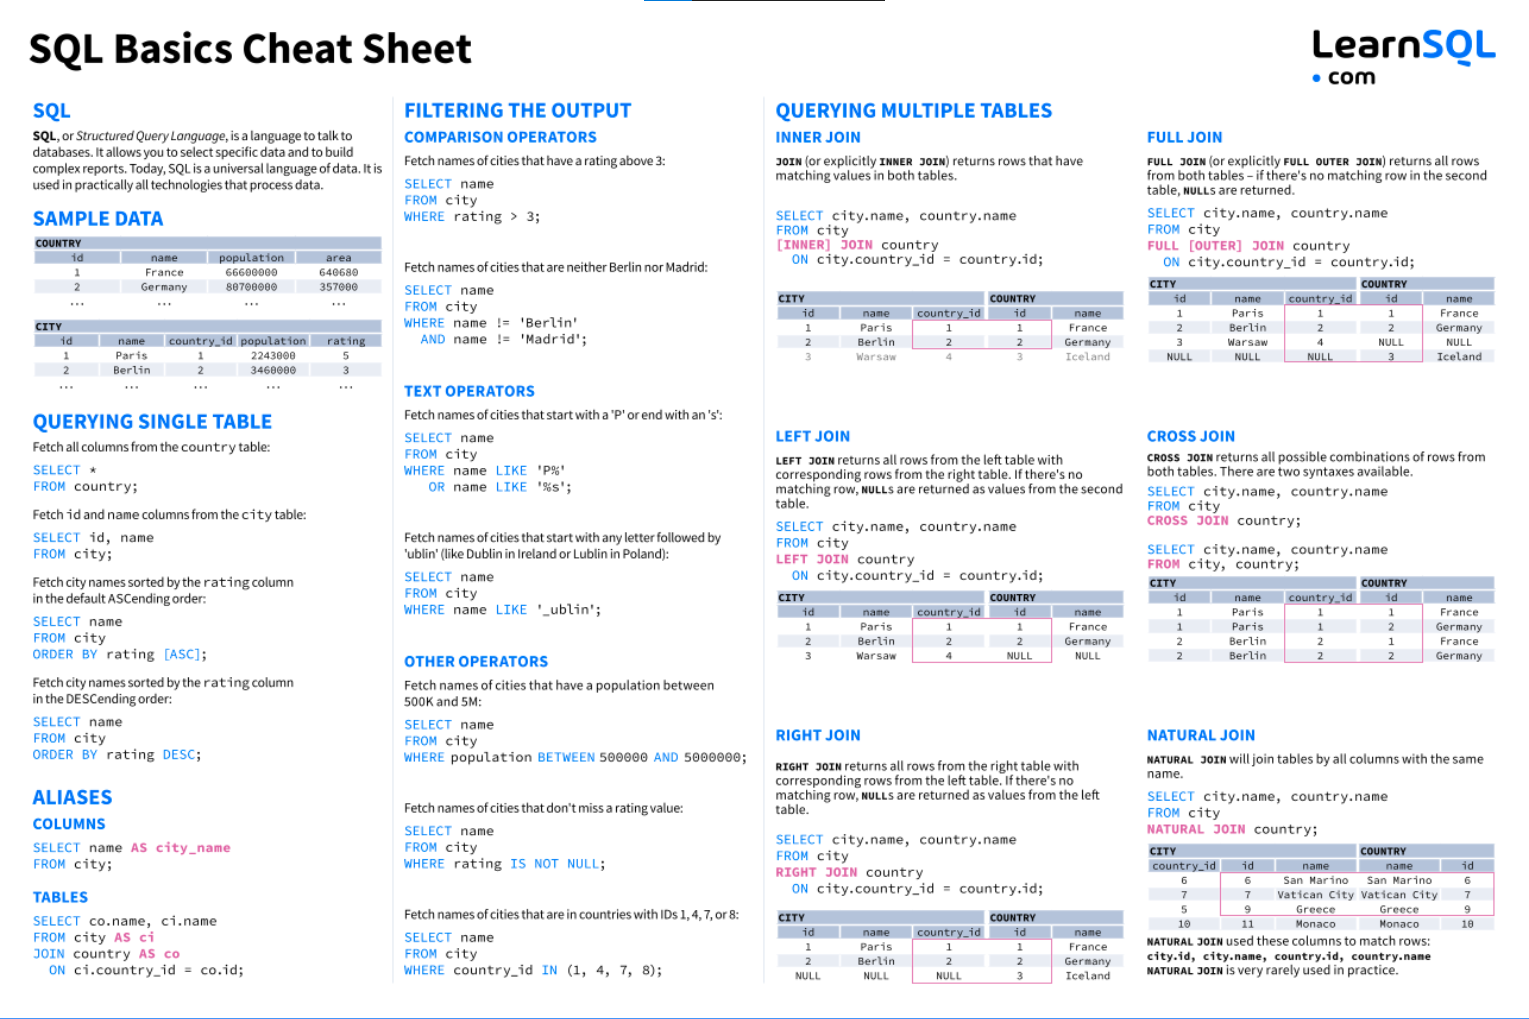 SQL Basics Cheat Sheet
LearnSQL
• com
SQL
SQL, or Structured Query Language, is a language to talk to
databases. It allows you to select specific data and to build
complex reports. Today, SQL is a universal language of data. It is
used in practically all technologies that process data.
SAMPLE DATA
COUNTRY
id name population area
1 France 66600000 640680
2 Germany 80700000 357000
... ... ... ...
CITY
id name country_id population rating
1 Paris 1 2243000 5
2 Berlin 2 3460000 3
... ... ... ... ...
QUERYING SINGLE TABLE
Fetch all columns from the country table:
SELECT *
FROM country;
Fetch id and name columns from the city table:
SELECT id, name
FROM city;
Fetch city names sorted by the rating column
in the default ASCending order:
SELECT name
FROM city
ORDER BY rating [ASC];
Fetch city names sorted by the rating column
in the DESCending order:
SELECT name
FROM city
ORDER BY rating DESC;
ALIASES
COLUMNS
SELECT name AS city_name
FROM city;
TABLES
SELECT co.name, ci.name
FROM city AS ci
JOIN country AS co
ON ci.country_id = co.id;
FILTERING THE OUTPUT
COMPARISON OPERATORS
Fetch names of cities that have a rating above 3:
SELECT name
FROM city
WHERE rating > 3;
Fetch names of cities that are neither Berlin nor Madrid:
SELECT name
FROM city
WHERE name != 'Berlin'
AND name != 'Madrid';
TEXT OPERATORS
Fetch names of cities that start with a 'P' or end with an 's':
SELECT name
FROM city
WHERE name LIKE 'P%'
OR name LIKE '%s';
Fetch names of cities that start with any letter followed by
'ublin' (like Dublin in Ireland or Lublin in Poland):
SELECT name
FROM city
WHERE name LIKE '_ublin';
OTHER OPERATORS
Fetch names of cities that have a population between
500K and 5M:
SELECT name
FROM city
WHERE population BETWEEN 500000 AND 5000000;
Fetch names of cities that don't miss a rating value:
SELECT name
FROM city
WHERE rating IS NOT NULL;
Fetch names of cities that are in countries with IDs 1, 4, 7, or 8:
SELECT name
FROM city
WHERE country_id IN (1, 4, 7, 8);
QUERYING MULTIPLE TABLES
INNER JOIN
JOIN (or explicitly INNER JOIN) returns rows that have
matching values in both tables.
SELECT city.name, country.name
FROM city
[INNER] JOIN country
ON city.country_id = country.id;
CITY COUNTRY
id name country_id id name
1 Paris 1 1 France
2 Berlin 2 2 Germany
3 Warsaw 4 3 Iceland
LEFT JOIN
LEFT JOIN returns all rows from the left table with
corresponding rows from the right table. If there's no
matching row, NULLs are returned as values from the second
table.
SELECT city.name, country.name
FROM city
LEFT JOIN country
ON city.country_id = country.id;
CITY COUNTRY
id name country_id id name
1 Paris 1 1 France
2 Berlin 2 2 Germany
3 Warsaw 4 NULL NULL
RIGHT JOIN
RIGHT JOIN returns all rows from the right table with
corresponding rows from the left table. If there's no
matching row, NULLs are returned as values from the left
table.
SELECT city.name, country.name
FROM city
RIGHT JOIN country
ON city.country_id = country.id;
CITY COUNTRY
id name country_id id name
1 Paris 1 1 France
2 Berlin 2 2 Germany
NULL NULL NULL 3 Iceland
FULL JOIN
FULL JOIN (or explicitly FULL OUTER JOIN) returns all rows
from both tables – if there's no matching row in the second
table, NULLs are returned.
SELECT city.name, country.name
FROM city
FULL [OUTER] JOIN country
ON city.country_id = country.id;
CITY COUNTRY
id name country_id id name
1 Paris 1 1 France
2 Berlin 2 2 Germany
3 Warsaw 4 NULL NULL
NULL NULL NULL 3 Iceland
CROSS JOIN
CROSS JOIN returns all possible combinations of rows from
both tables. There are two syntaxes available.
SELECT city.name, country.name
FROM city
CROSS JOIN country;
SELECT city.name, country.name
FROM city, country;
CITY COUNTRY
id name country_id id name
1 Paris 1 1 France
1 Paris 1 2 Germany
2 Berlin 2 1 France
2 Berlin 2 2 Germany
NATURAL JOIN
NATURAL JOIN will join tables by all columns with the same
name.
SELECT city.name, country.name
FROM city
NATURAL JOIN country;
CITY COUNTRY
country_id id name name id
6 6 San Marino San Marino 6
7 7 Vatican City Vatican City 7
5 9 Greece Greece 9
10 11 Monaco Monaco 10
NATURAL JOIN used these columns to match rows:
city.id, city.name, country.id, country.name
NATURAL JOIN is very rarely used in practice.